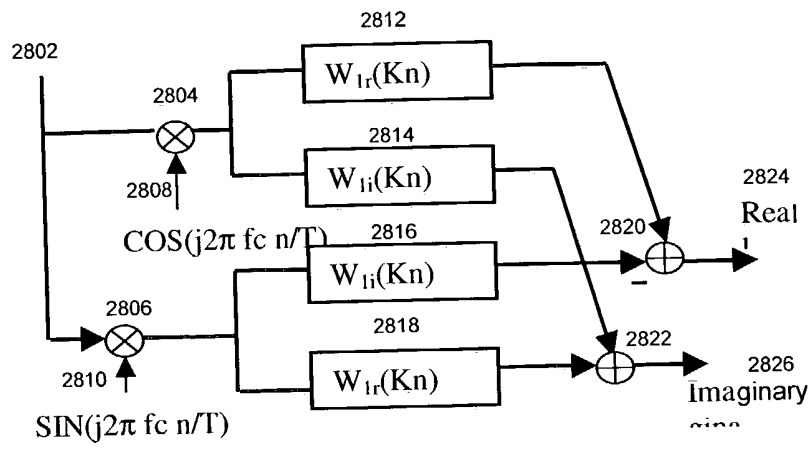 2812
2802
W1r(Kn)
2804
2814
2808
W1i(Kn)
2824
Real
COS(j2π fc n/T)
2816
2820
W1i(Kn)
–
2806
2818
2822
2810
W1r(Kn)
2826
Imaginary
SIN(j2π fc n/T)